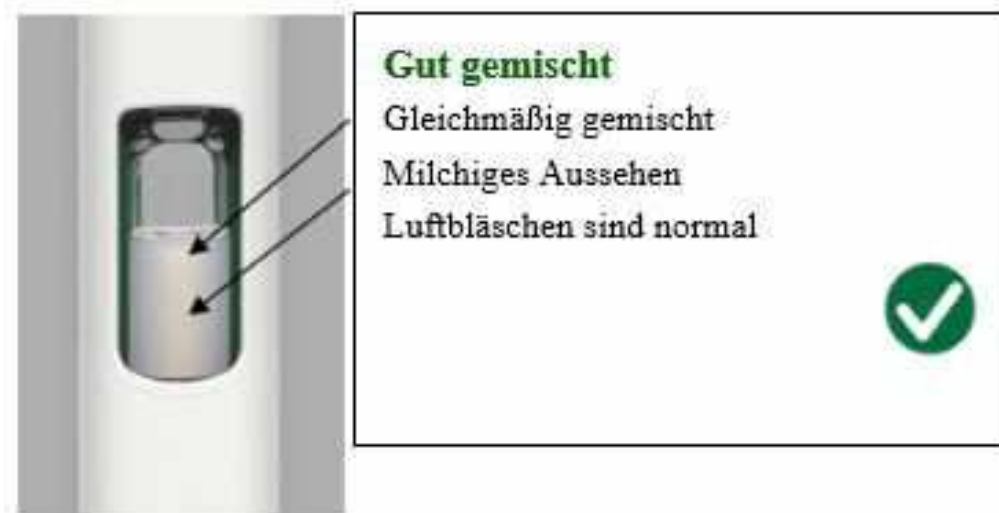 Gut gemischt
Gleichmäßig gemischt
Milchiges Aussehen
Luftbläschen sind normal